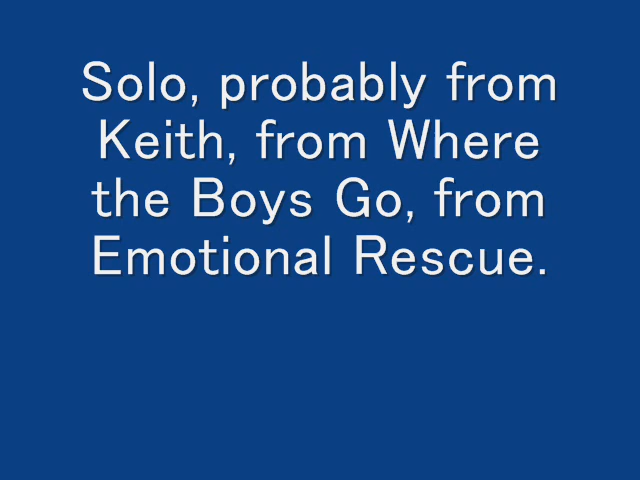 Solo, probably from
Keith, from Where
the Boys Go, from
Emotional Rescue.